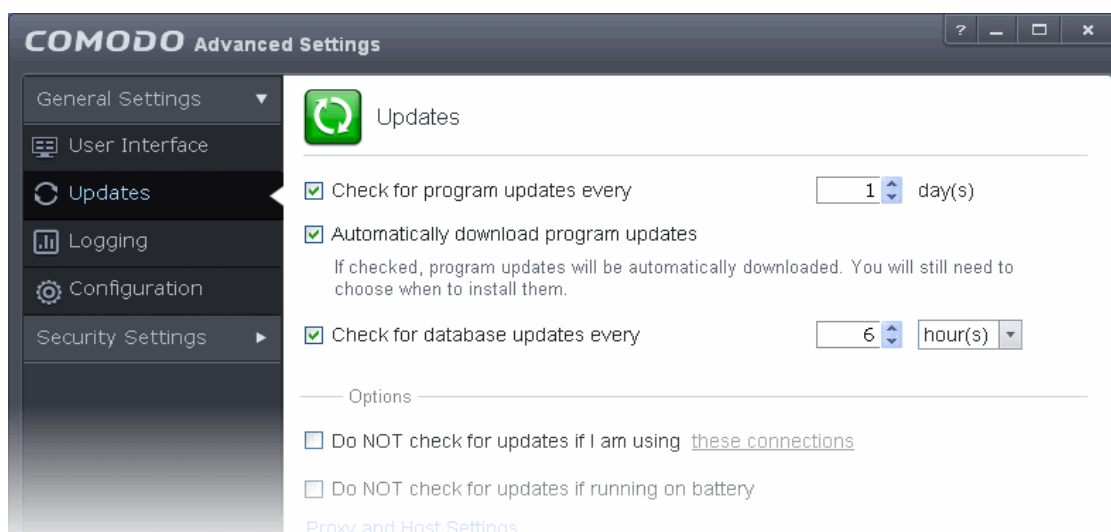 COMODO Advanced Settings
?
General Settings
User Interface
Updates
Logging
Configuration
Security Settings
Updates
Check for program updates every 1 day(s)
Automatically download program updates
If checked, program updates will be automatically downloaded. You will still need to
choose when to install them.
Check for database updates every 6 hour(s)
Options
Do NOT check for updates if I am using these connections
Do NOT check for updates if running on battery
Proxy and Host Settings